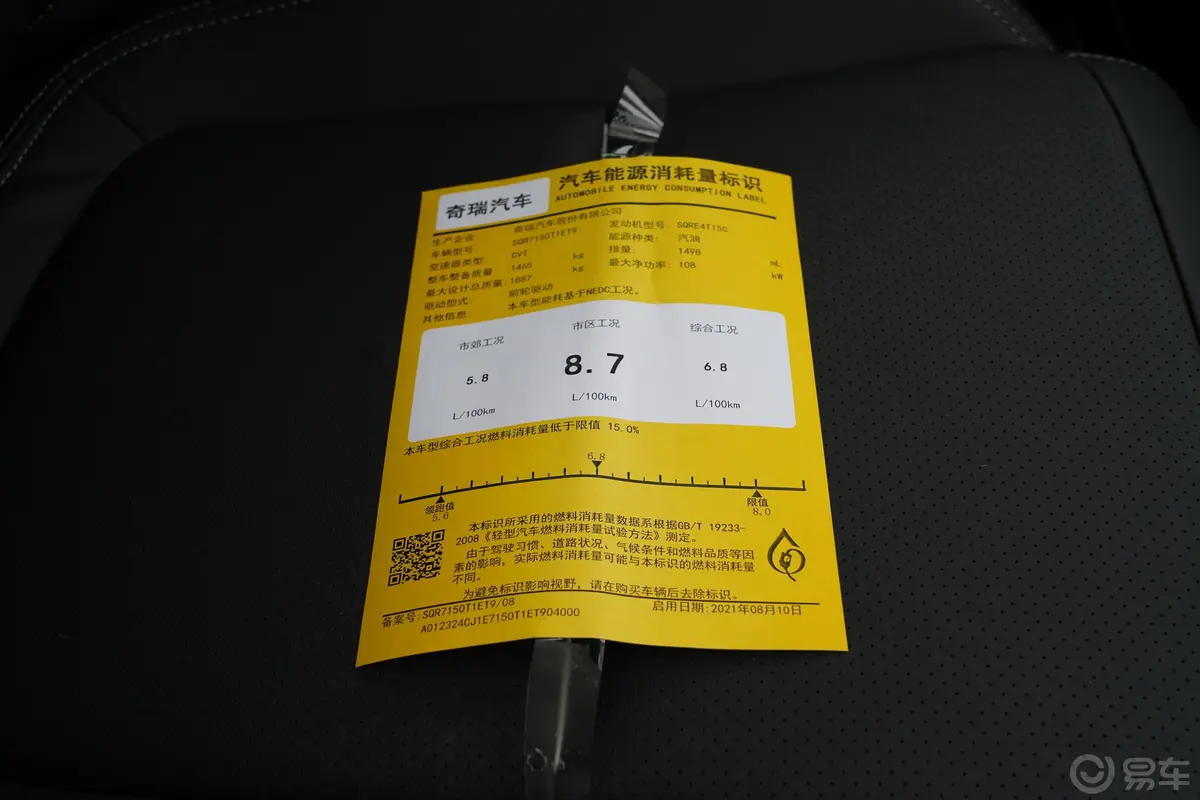 奇瑞汽车
汽车能源消耗量标识
AUTOMOBILE ENERGY CONSUMPTION LABEL
生产企业 奇瑞汽车股份有限公司
车辆型号: SQR7150T1ET9
变速器类型: CVT
整车整备质量 1465 kg
最大设计总质量: 1887 kg
驱动型式: 前轮驱动
其他信息: 本车型能耗基于NEDC工况。
发动机型号: SQRE4T15C
能源种类: 汽油
排量: 1498 mL
最大净功率: 108 kW
市郊工况 市区工况 综合工况
5.8 8.7 6.8
L/100km L/100km L/100km
本车型综合工况燃料消耗量低于限值 15.0%
6.8
领跑值 限值
5.6 8.0
本标识所采用的燃料消耗量数据系根据GB/T 19233-
2008《轻型汽车燃料消耗量试验方法》测定。
由于驾驶习惯、道路状况、气候条件和燃料品质等因
素的影响，实际燃料消耗量可能与本标识的燃料消耗量
不同。
为避免标识影响视野，请在购买车辆后去除标识。
备案号: SQR7150T1ET9/08 启用日期: 2021年08月10日
A012324CJ1E7150T1ET904000
易车